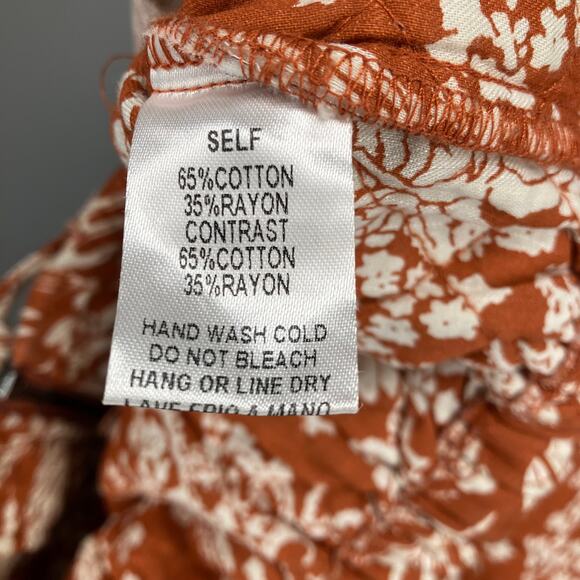 SELF
65%COTTON
35%RAYON
CONTRAST
65%COTTON
35%RAYON
HAND WASH COLD
DO NOT BLEACH
HANG OR LINE DRY
LAVE FRIO A MANO